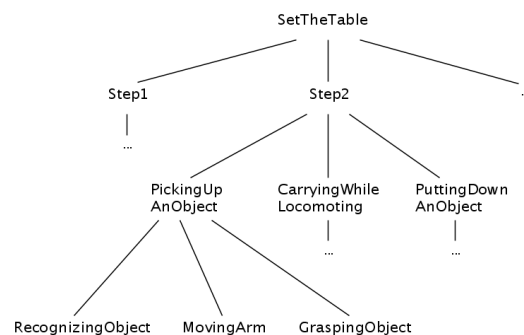 SetTheTable
Step1
Step2
...
PickingUp
AnObject
CarryingWhile
Locomoting
PuttingDown
AnObject
...
...
RecognizingObject
MovingArm
GraspingObject